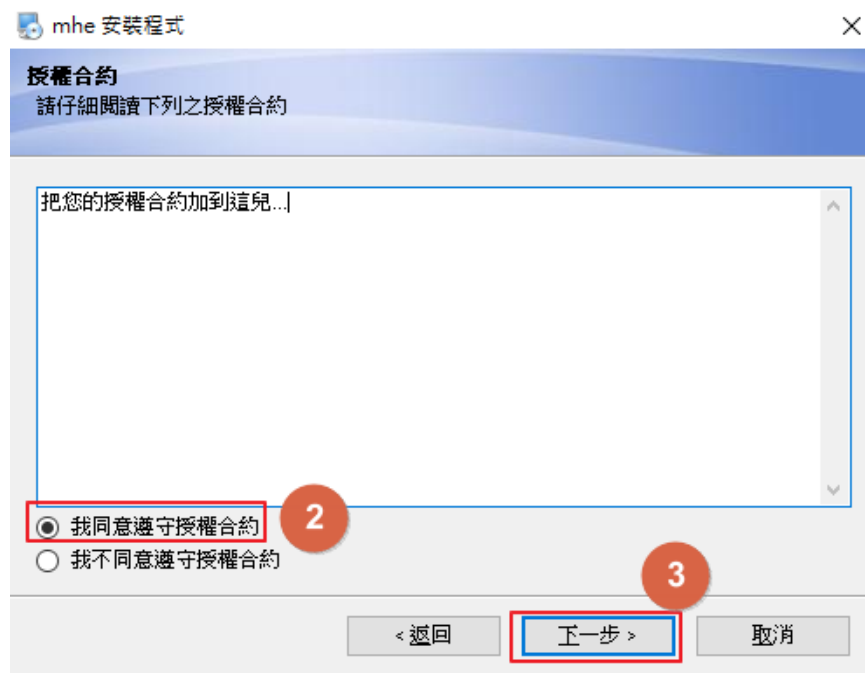 mhe 安裝程式
授權合約
請仔細閱讀下列之授權合約
把您的授權合約加到這兒...
我同意遵守授權合約
2
我不同意遵守授權合約
3
< 返回
下一步 >
取消